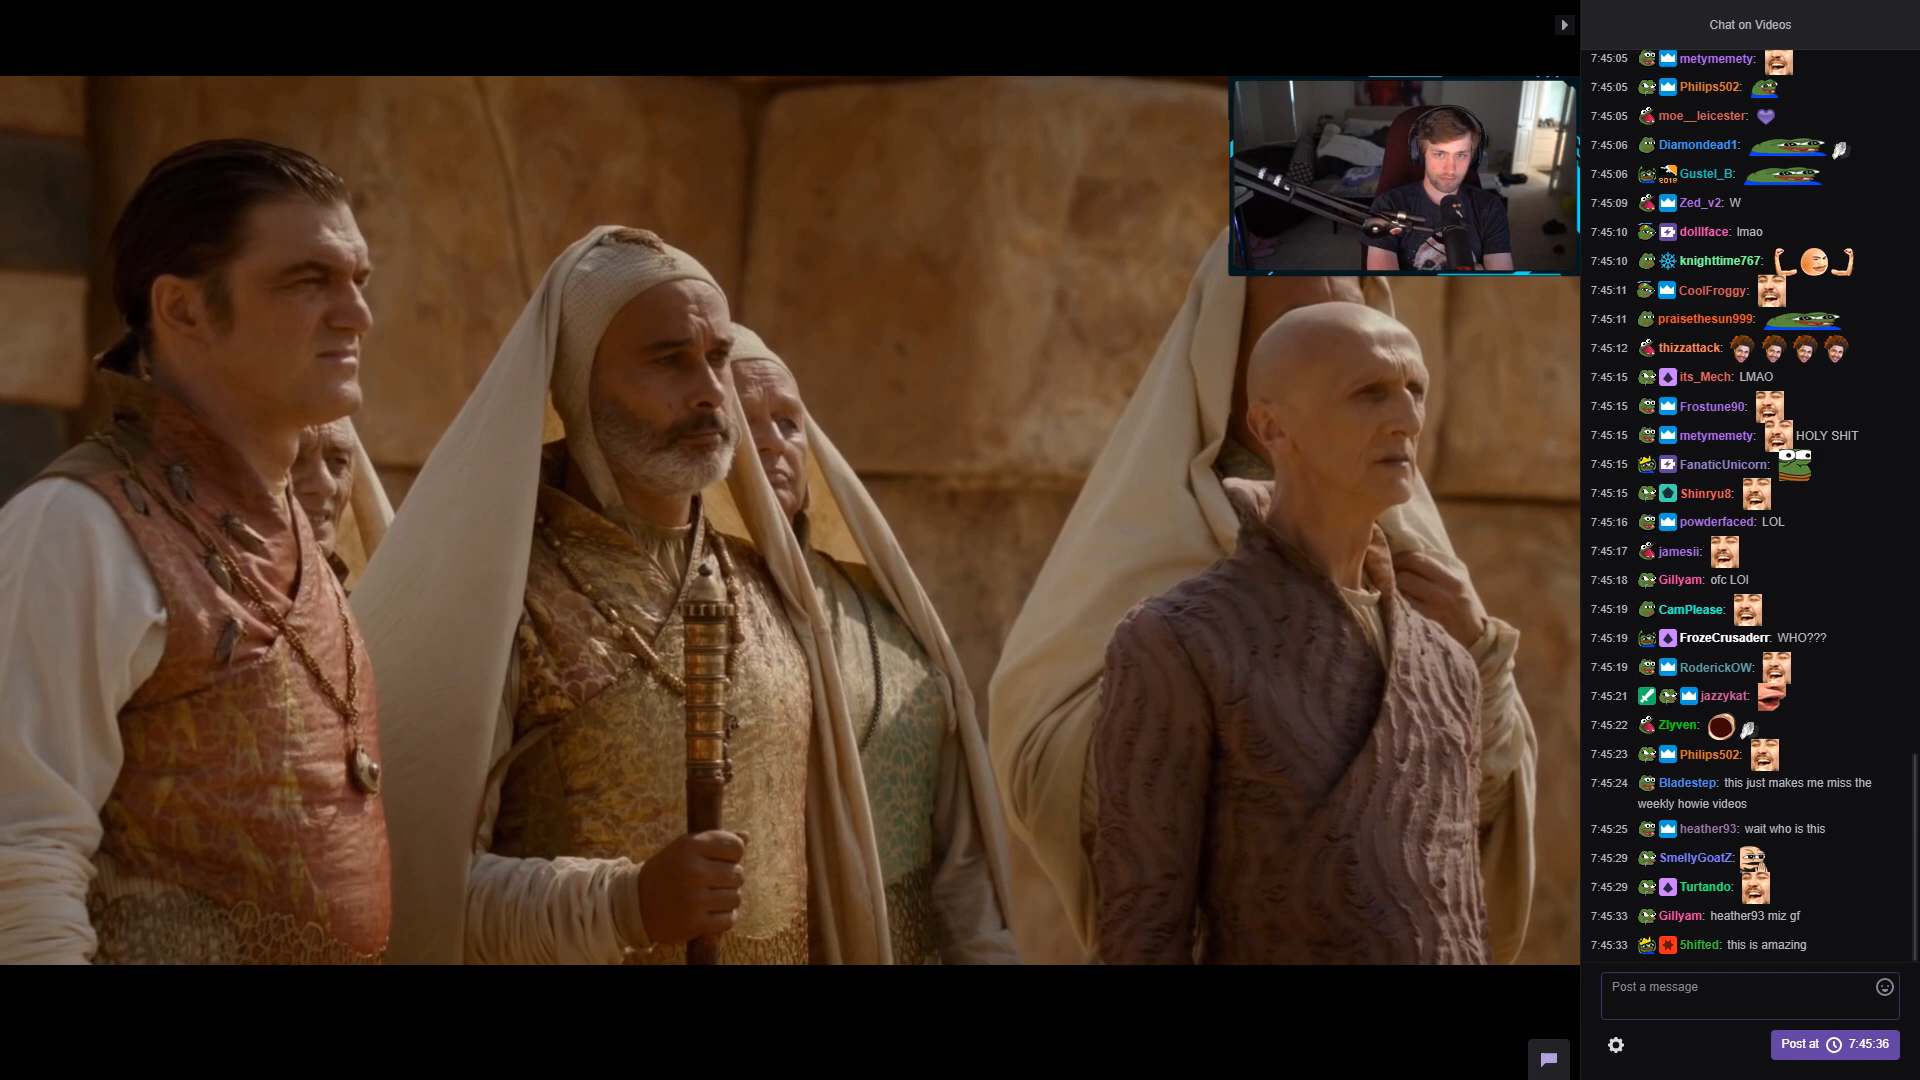 Chat on Videos
7:45:05 metymemety:
7:45:05 Philips502:
7:45:05 moe__leicester:
7:45:06 Diamondead1:
7:45:06 2018 Gustel_B:
7:45:09 Zed_v2: W
7:45:10 dolllface: lmao
7:45:10 knighttime767:
7:45:11 CoolFroggy:
7:45:11 praisethesun999:
7:45:12 thizzattack:
7:45:15 its_Mech: LMAO
7:45:15 Frostune90:
7:45:15 metymemety: HOLY SHIT
7:45:15 FanaticUnicorn:
7:45:15 Shinryu8:
7:45:16 powderfaced: LOL
7:45:17 jamesii:
7:45:18 Gillyam: ofc LOl
7:45:19 CamPlease:
7:45:19 FrozeCrusaderr: WHO???
7:45:19 RoderickOW:
7:45:21 jazzykat:
7:45:22 Zlyven:
7:45:23 Philips502:
7:45:24 Bladestep: this just makes me miss the
weekly howie videos
7:45:25 heather93: wait who is this
7:45:29 SmellyGoatZ:
7:45:29 Turtando:
7:45:33 Gillyam: heather93 miz gf
7:45:33 5hifted: this is amazing
Post a message
Post at 7:45:36